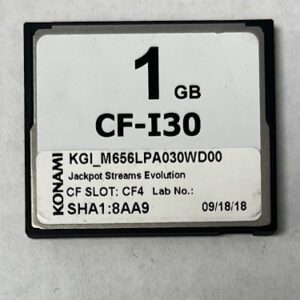 1 GB
CF-I30
KONAMI
KGI_M656LPA030WD00
Jackpot Streams Evolution
CF SLOT: CF4 Lab No.:
SHA1:8AA9 09/18/18